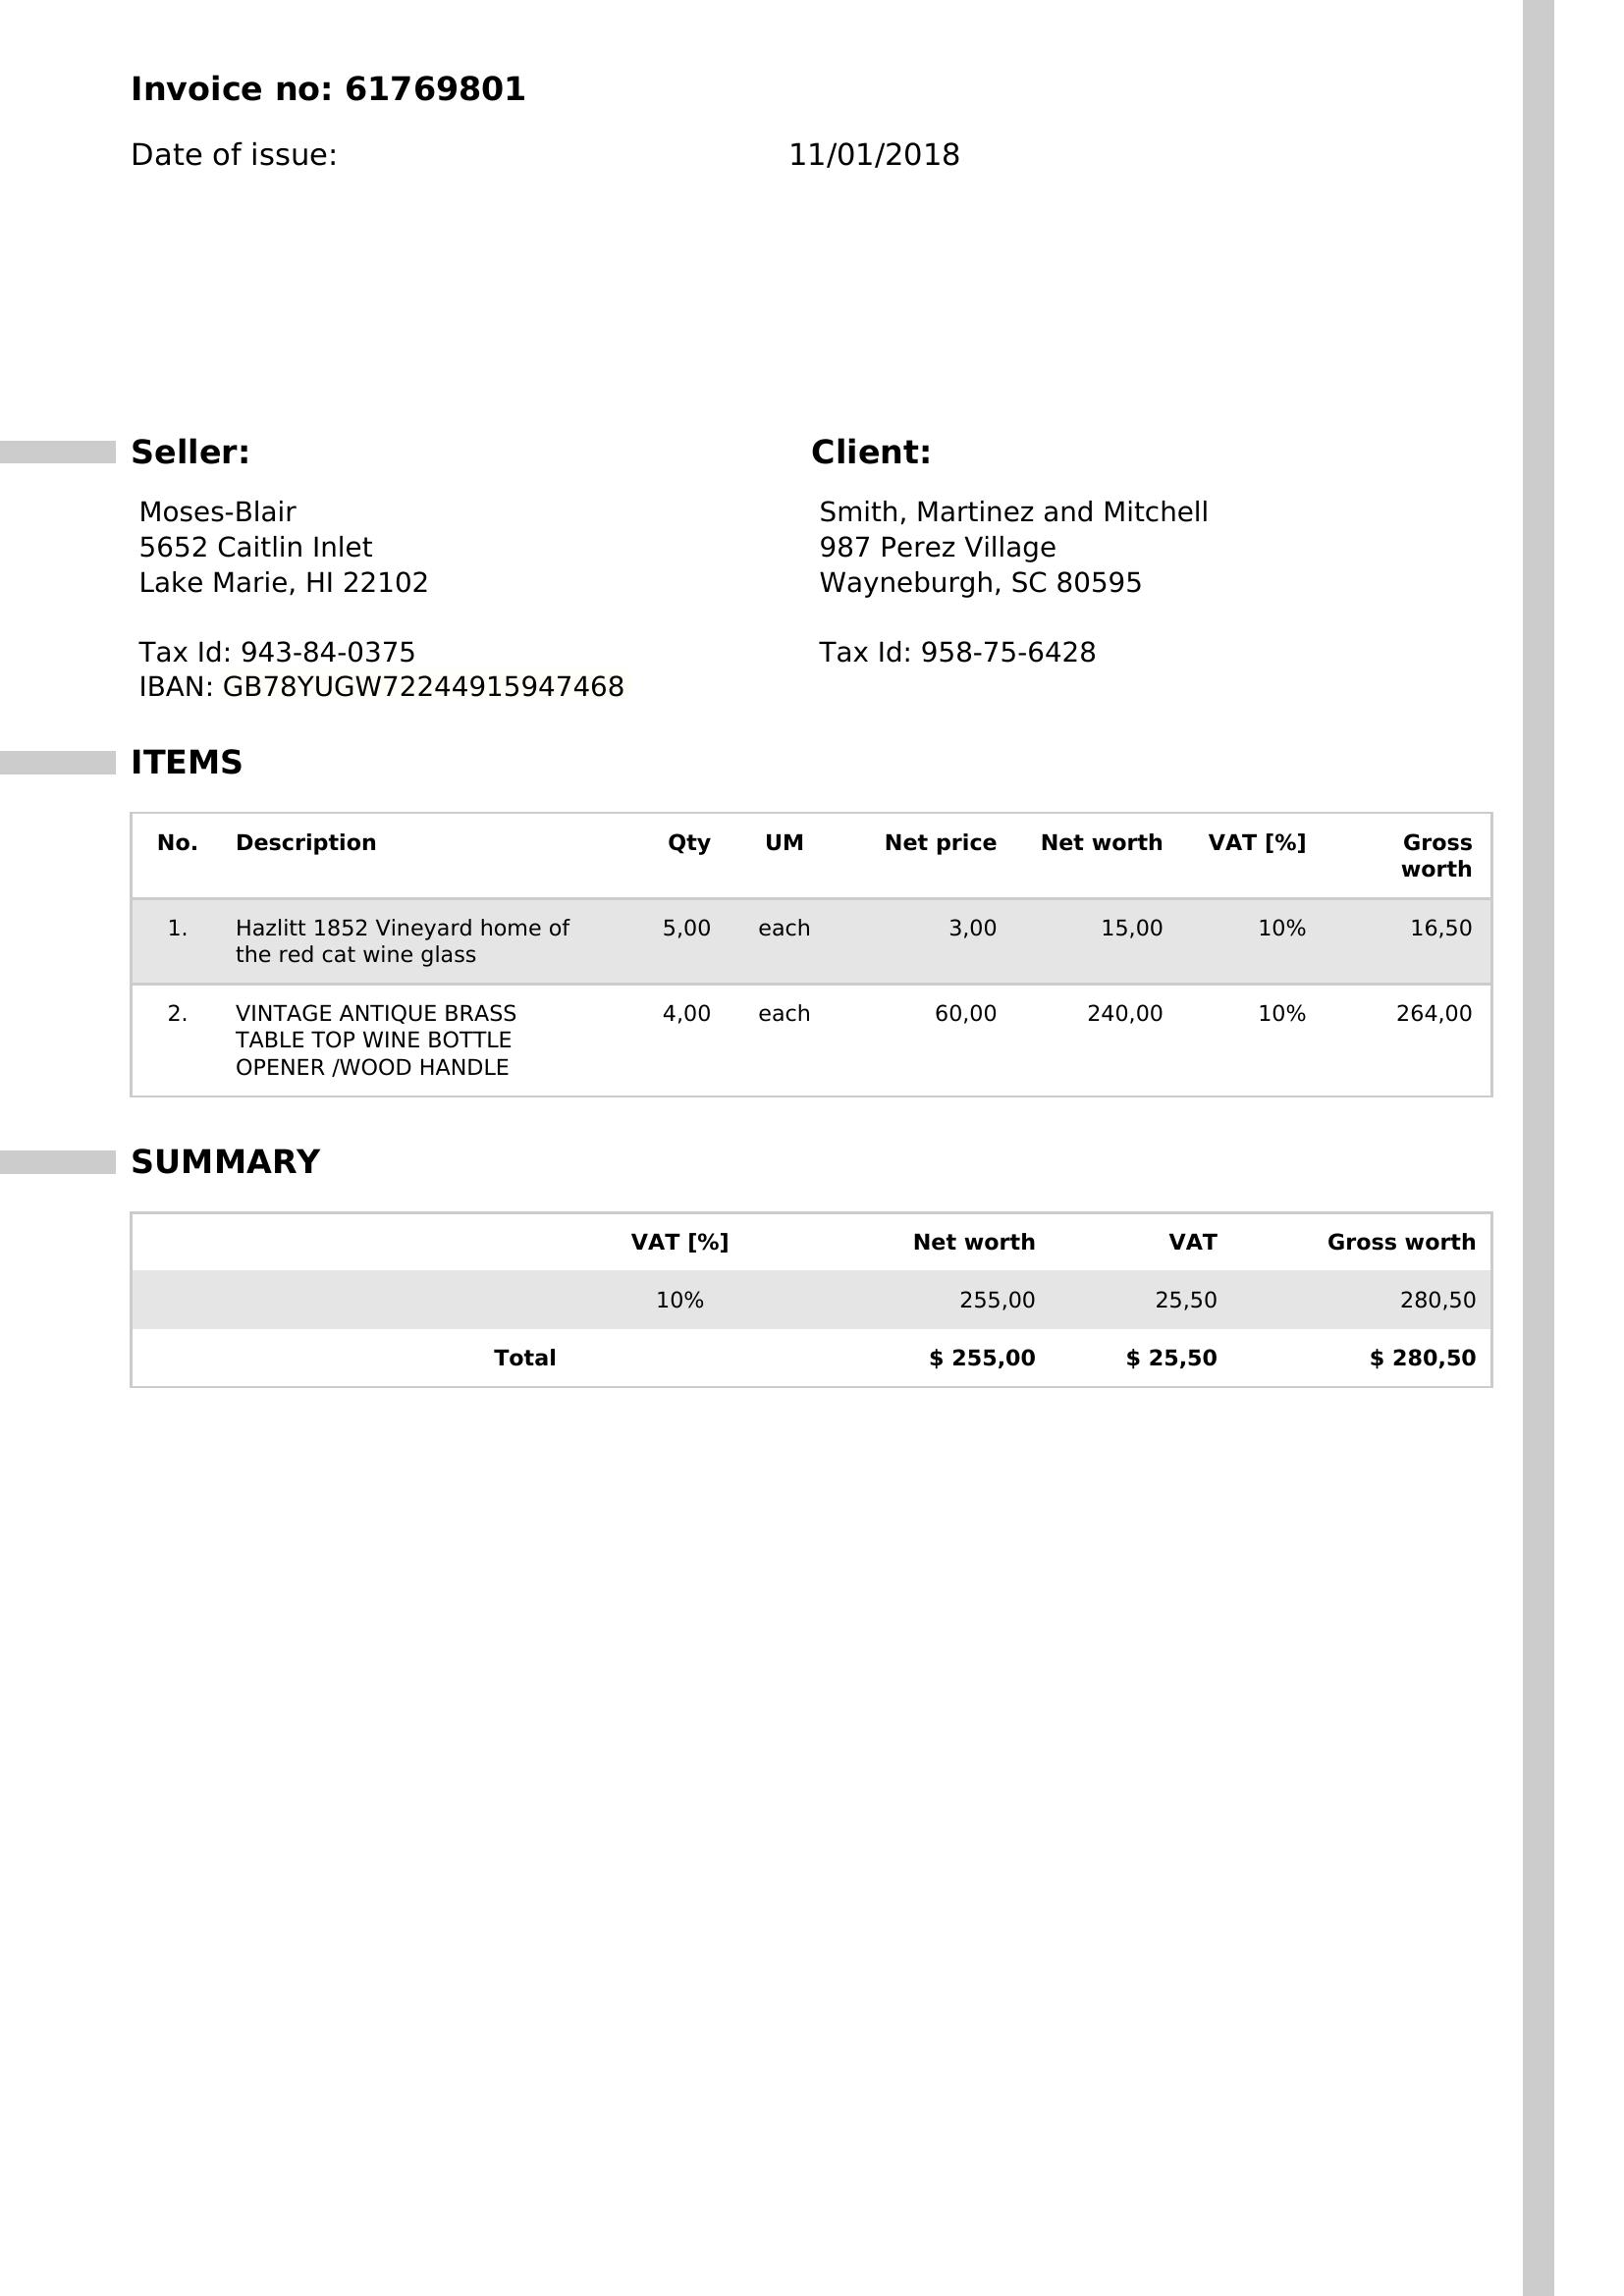 Invoice no: 61769801
Date of issue: 11/01/2018
Seller:
Moses-Blair
5652 Caitlin Inlet
Lake Marie, HI 22102
Tax Id: 943-84-0375
IBAN: GB78YUGW72244915947468
Client:
Smith, Martinez and Mitchell
987 Perez Village
Wayneburgh, SC 80595
Tax Id: 958-75-6428
ITEMS
No. Description Qty UM Net price Net worth VAT [%] Gross
worth
1. Hazlitt 1852 Vineyard home of 5,00 each 3,00 15,00 10% 16,50
the red cat wine glass
2. VINTAGE ANTIQUE BRASS 4,00 each 60,00 240,00 10% 264,00
TABLE TOP WINE BOTTLE
OPENER /WOOD HANDLE
SUMMARY
VAT [%] Net worth VAT Gross worth
10% 255,00 25,50 280,50
Total $ 255,00 $ 25,50 $ 280,50